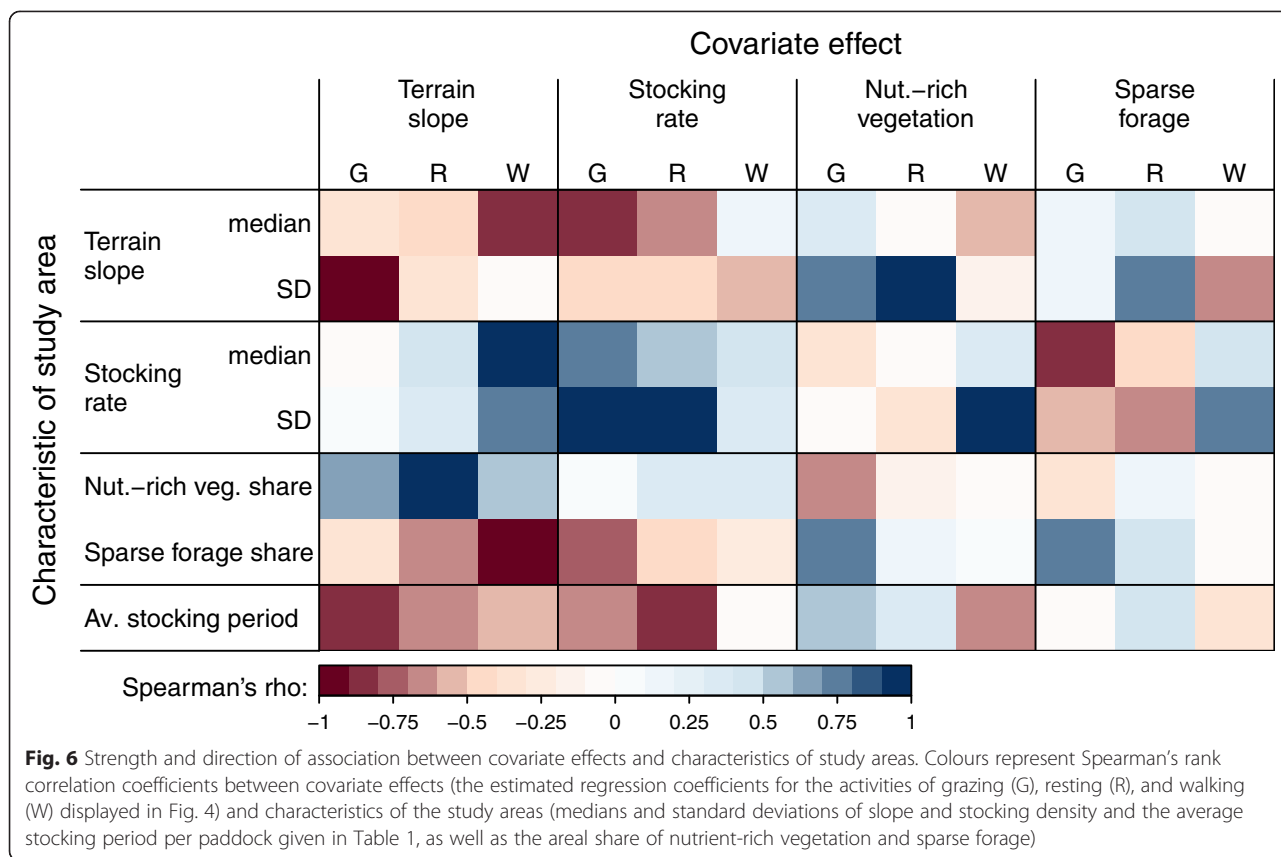 Covariate effect
Terrain slope
Stocking rate
Nut.−rich vegetation
Sparse forage
G R W G R W G R W G R W
Characteristic of study area
Terrain slope
median
SD
Stocking rate
median
SD
Nut.−rich veg. share
Sparse forage share
Av. stocking period
Spearman's rho:
−1 −0.75 −0.5 −0.25 0 0.25 0.5 0.75 1
Fig. 6 Strength and direction of association between covariate effects and characteristics of study areas. Colours represent Spearman's rank
correlation coefficients between covariate effects (the estimated regression coefficients for the activities of grazing (G), resting (R), and walking
(W) displayed in Fig. 4) and characteristics of the study areas (medians and standard deviations of slope and stocking density and the average
stocking period per paddock given in Table 1, as well as the areal share of nutrient-rich vegetation and sparse forage)